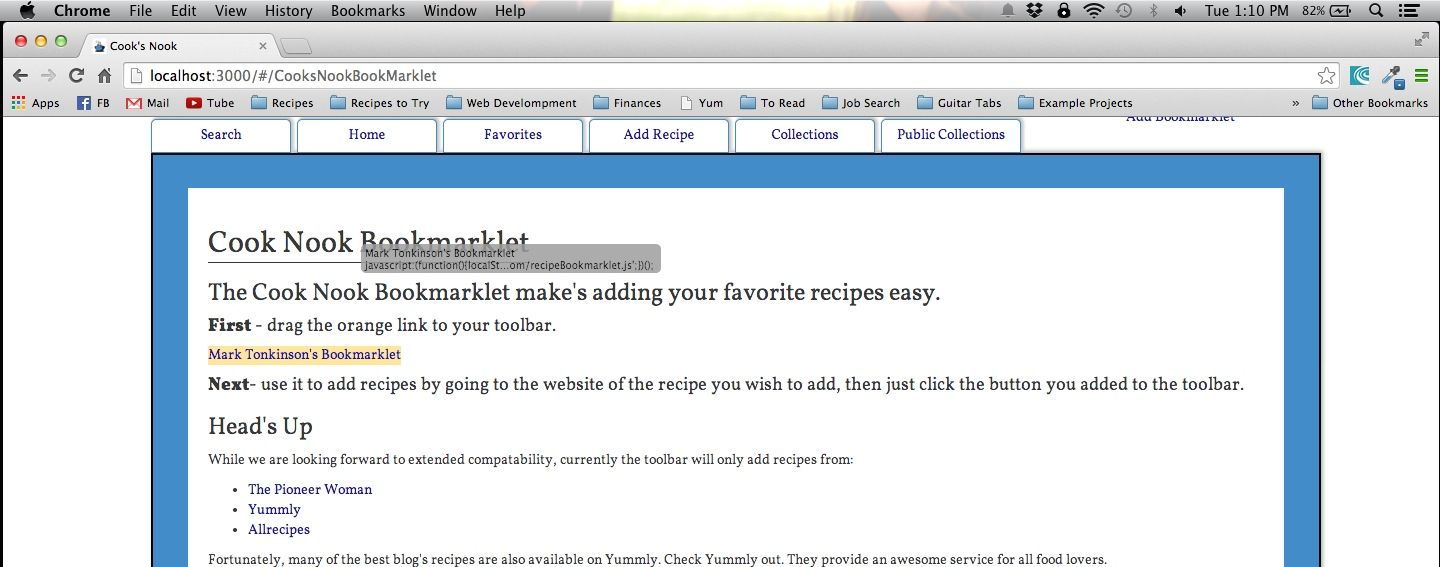 Chrome File Edit View History Bookmarks Window Help Tue 1:10 PM 82%
Cook's Nook
localhost:3000/#/CooksNookBookMarklet
Apps FB Mail Tube Recipes Recipes to Try Web Develompment Finances Yum To Read Job Search Guitar Tabs Example Projects » Other Bookmarks
Add Bookmarklet
Search Home Favorites Add Recipe Collections Public Collections
Cook Nook Bookmarklet
Mark Tonkinson's Bookmarklet
javascript:(function(){localSt...om/recipeBookmarklet.js';})();
The Cook Nook Bookmarklet make's adding your favorite recipes easy.
First - drag the orange link to your toolbar.
Mark Tonkinson's Bookmarklet
Next- use it to add recipes by going to the website of the recipe you wish to add, then just click the button you added to the toolbar.
Head's Up
While we are looking forward to extended compatability, currently the toolbar will only add recipes from:
• The Pioneer Woman
• Yummly
• Allrecipes
Fortunately, many of the best blog's recipes are also available on Yummly. Check Yummly out. They provide an awesome service for all food lovers.